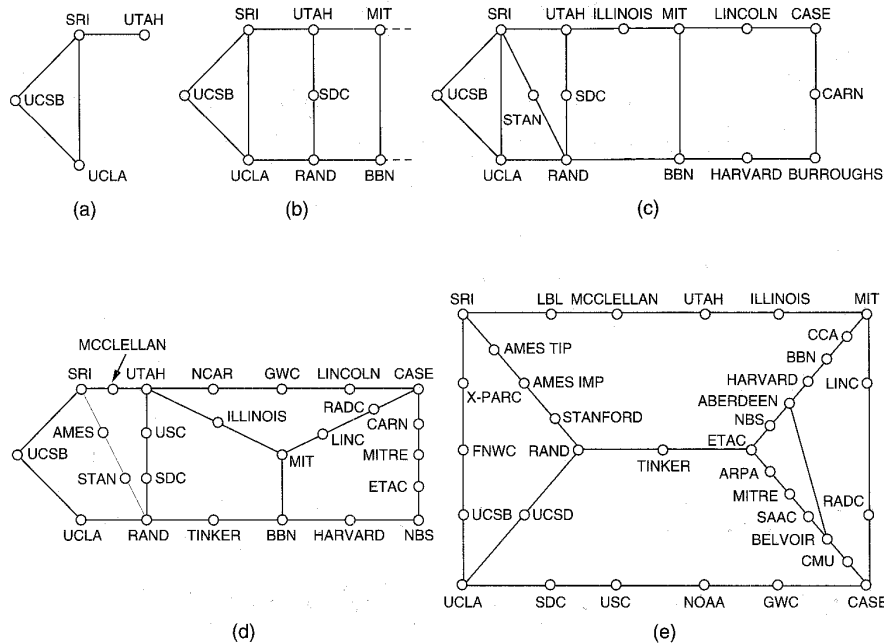 SRI UTAH
UCSB
UCLA
(a)
SRI UTAH MIT
UCSB SDC
UCLA RAND BBN
(b)
SRI UTAH ILLINOIS MIT LINCOLN CASE
UCSB SDC CARN
STAN
UCLA RAND BBN HARVARD BURROUGHS
(c)
MCCLELLAN
SRI UTAH NCAR GWC LINCOLN CASE
RADC
ILLINOIS CARN
AMES USC LINC
UCSB MIT MITRE
STAN SDC ETAC
UCLA RAND TINKER BBN HARVARD NBS
(d)
SRI LBL MCCLELLAN UTAH ILLINOIS MIT
CCA
AMES TIP BBN
X-PARC AMES IMP HARVARD LINC
ABERDEEN
STANFORD NBS
FNWC RAND TINKER ETAC
ARPA
MITRE
UCSB UCSD SAAC RADC
BELVOIR
CMU
UCLA SDC USC NOAA GWC CASE
(e)